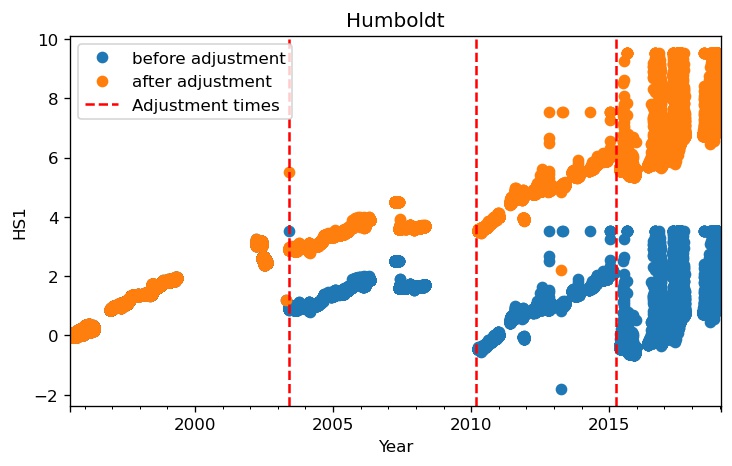 Humboldt
before adjustment
after adjustment
Adjustment times
HS1
10
8
6
4
2
0
−2
2000 2005 2010 2015
Year